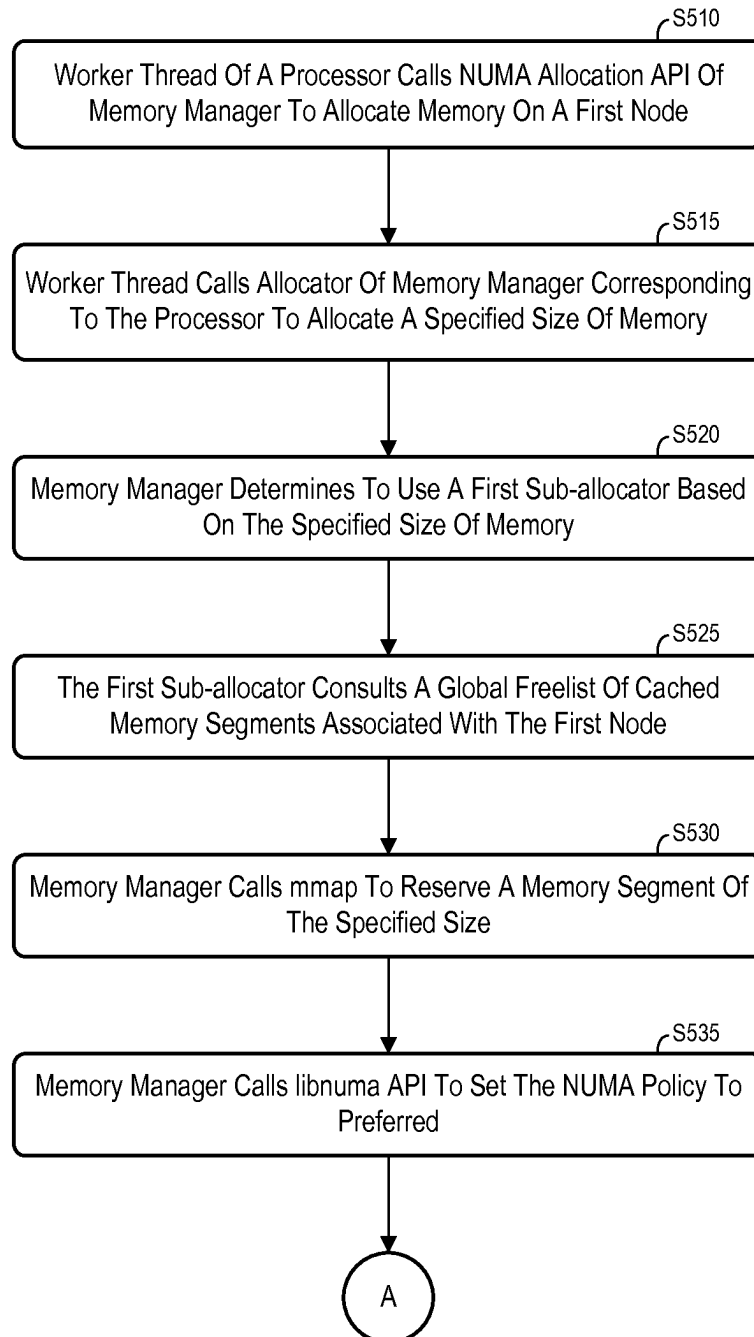 S510
Worker Thread Of A Processor Calls NUMA Allocation API Of
Memory Manager To Allocate Memory On A First Node
S515
Worker Thread Calls Allocator Of Memory Manager Corresponding
To The Processor To Allocate A Specified Size Of Memory
S520
Memory Manager Determines To Use A First Sub-allocator Based
On The Specified Size Of Memory
S525
The First Sub-allocator Consults A Global Freelist Of Cached
Memory Segments Associated With The First Node
S530
Memory Manager Calls mmap To Reserve A Memory Segment Of
The Specified Size
S535
Memory Manager Calls libnuma API To Set The NUMA Policy To
Preferred
A